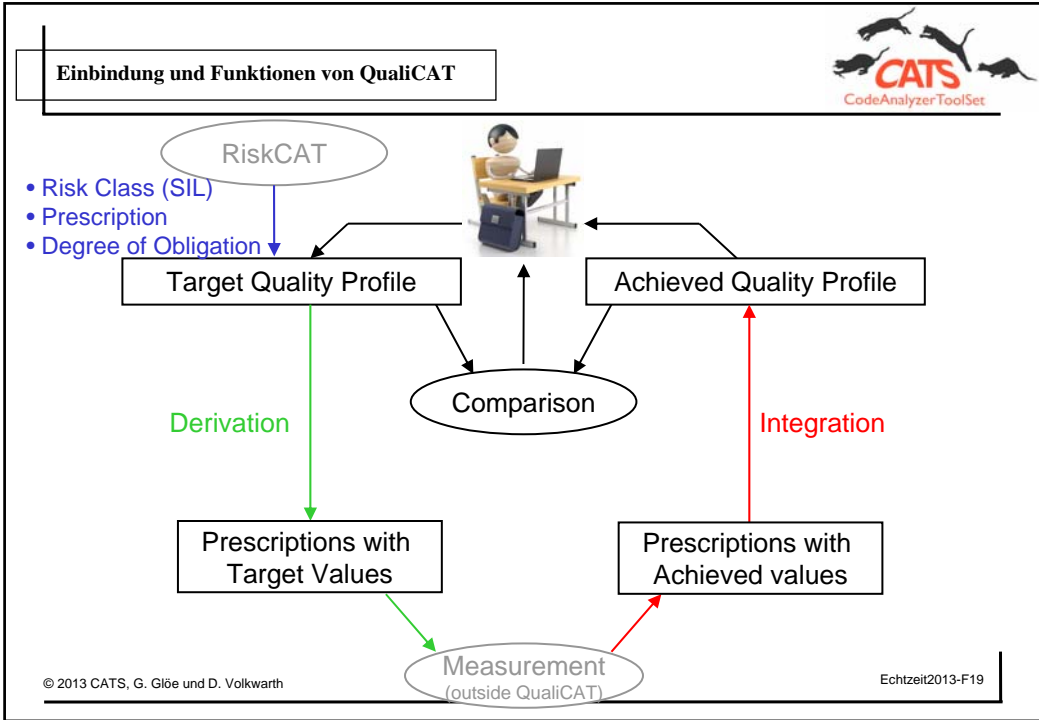 Einbindung und Funktionen von QualiCAT
CATS
CodeAnalyzerToolSet
RiskCAT
• Risk Class (SIL)
• Prescription
• Degree of Obligation
Target Quality Profile
Achieved Quality Profile
Comparison
Derivation
Integration
Prescriptions with
Target Values
Prescriptions with
Achieved values
Measurement
(outside QualiCAT)
© 2013 CATS, G. Glöe und D. Volkwarth
Echtzeit2013-F19